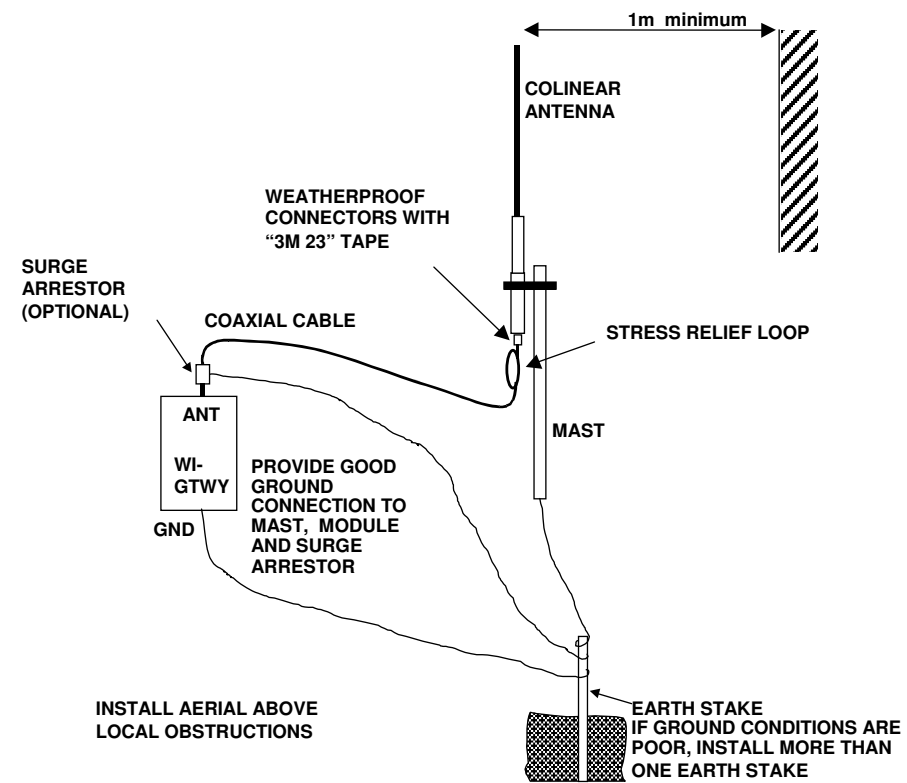 1m minimum
COLINEAR
ANTENNA
WEATHERPROOF
CONNECTORS WITH
“3M 23” TAPE
SURGE
ARRESTOR
(OPTIONAL)
COAXIAL CABLE
STRESS RELIEF LOOP
ANT
MAST
WI-
GTWY
PROVIDE GOOD
GROUND
CONNECTION TO
MAST, MODULE
AND SURGE
ARRESTOR
GND
INSTALL AERIAL ABOVE
LOCAL OBSTRUCTIONS
EARTH STAKE
IF GROUND CONDITIONS ARE
POOR, INSTALL MORE THAN
ONE EARTH STAKE